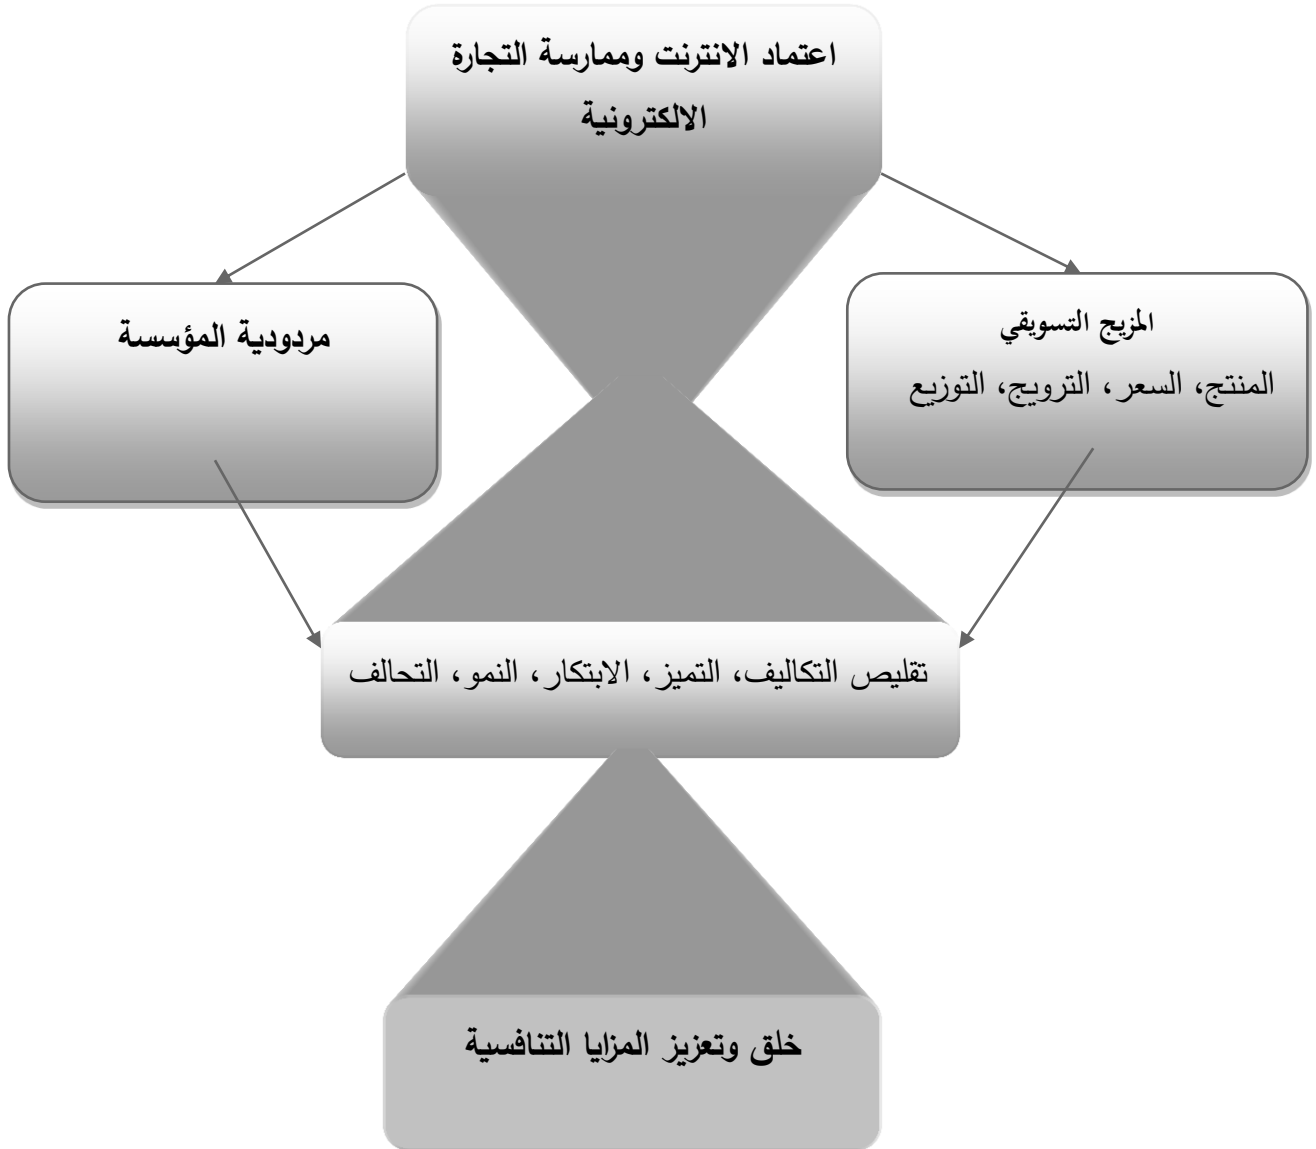 اعتماد الانترنت وممارسة التجارة
الالكترونية
المزيج التسويقي
المنتج، السعر، الترويج، التوزيع
مردودية المؤسسة
تقليص التكاليف، التميز، الابتكار، النمو، التحالف
خلق وتعزيز المزايا التنافسية